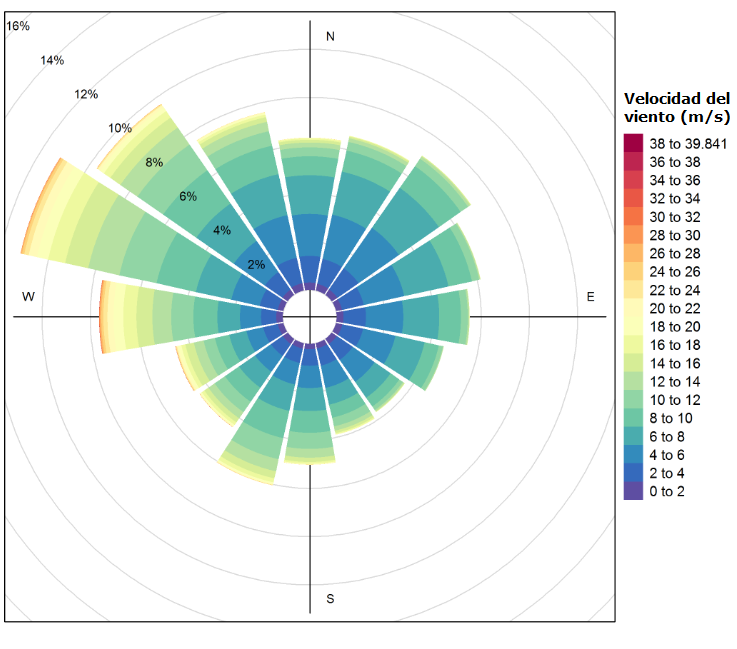 16%
14%
12%
10%
8%
6%
4%
2%
N
W
E
S
Velocidad del
viento (m/s)
38 to 39.841
36 to 38
34 to 36
32 to 34
30 to 32
28 to 30
26 to 28
24 to 26
22 to 24
20 to 22
18 to 20
16 to 18
14 to 16
12 to 14
10 to 12
8 to 10
6 to 8
4 to 6
2 to 4
0 to 2